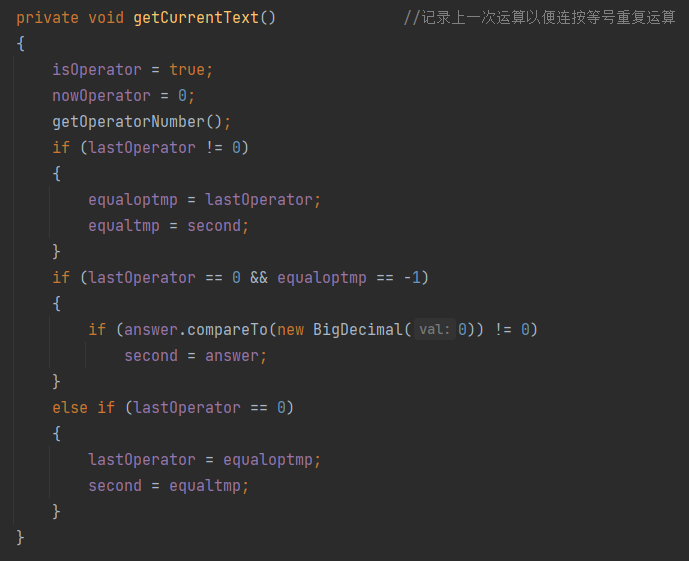 private void getCurrentText() //记录上一次运算以便连按等号重复运算
{
    isOperator = true;
    nowOperator = 0;
    getOperatorNumber();
    if (lastOperator != 0)
    {
        equaloptmp = lastOperator;
        equaltmp = second;
    }
    if (lastOperator == 0 && equaloptmp == -1)
    {
        if (answer.compareTo(new BigDecimal( val: 0)) != 0)
            second = answer;
    }
    else if (lastOperator == 0)
    {
        lastOperator = equaloptmp;
        second = equaltmp;
    }
}